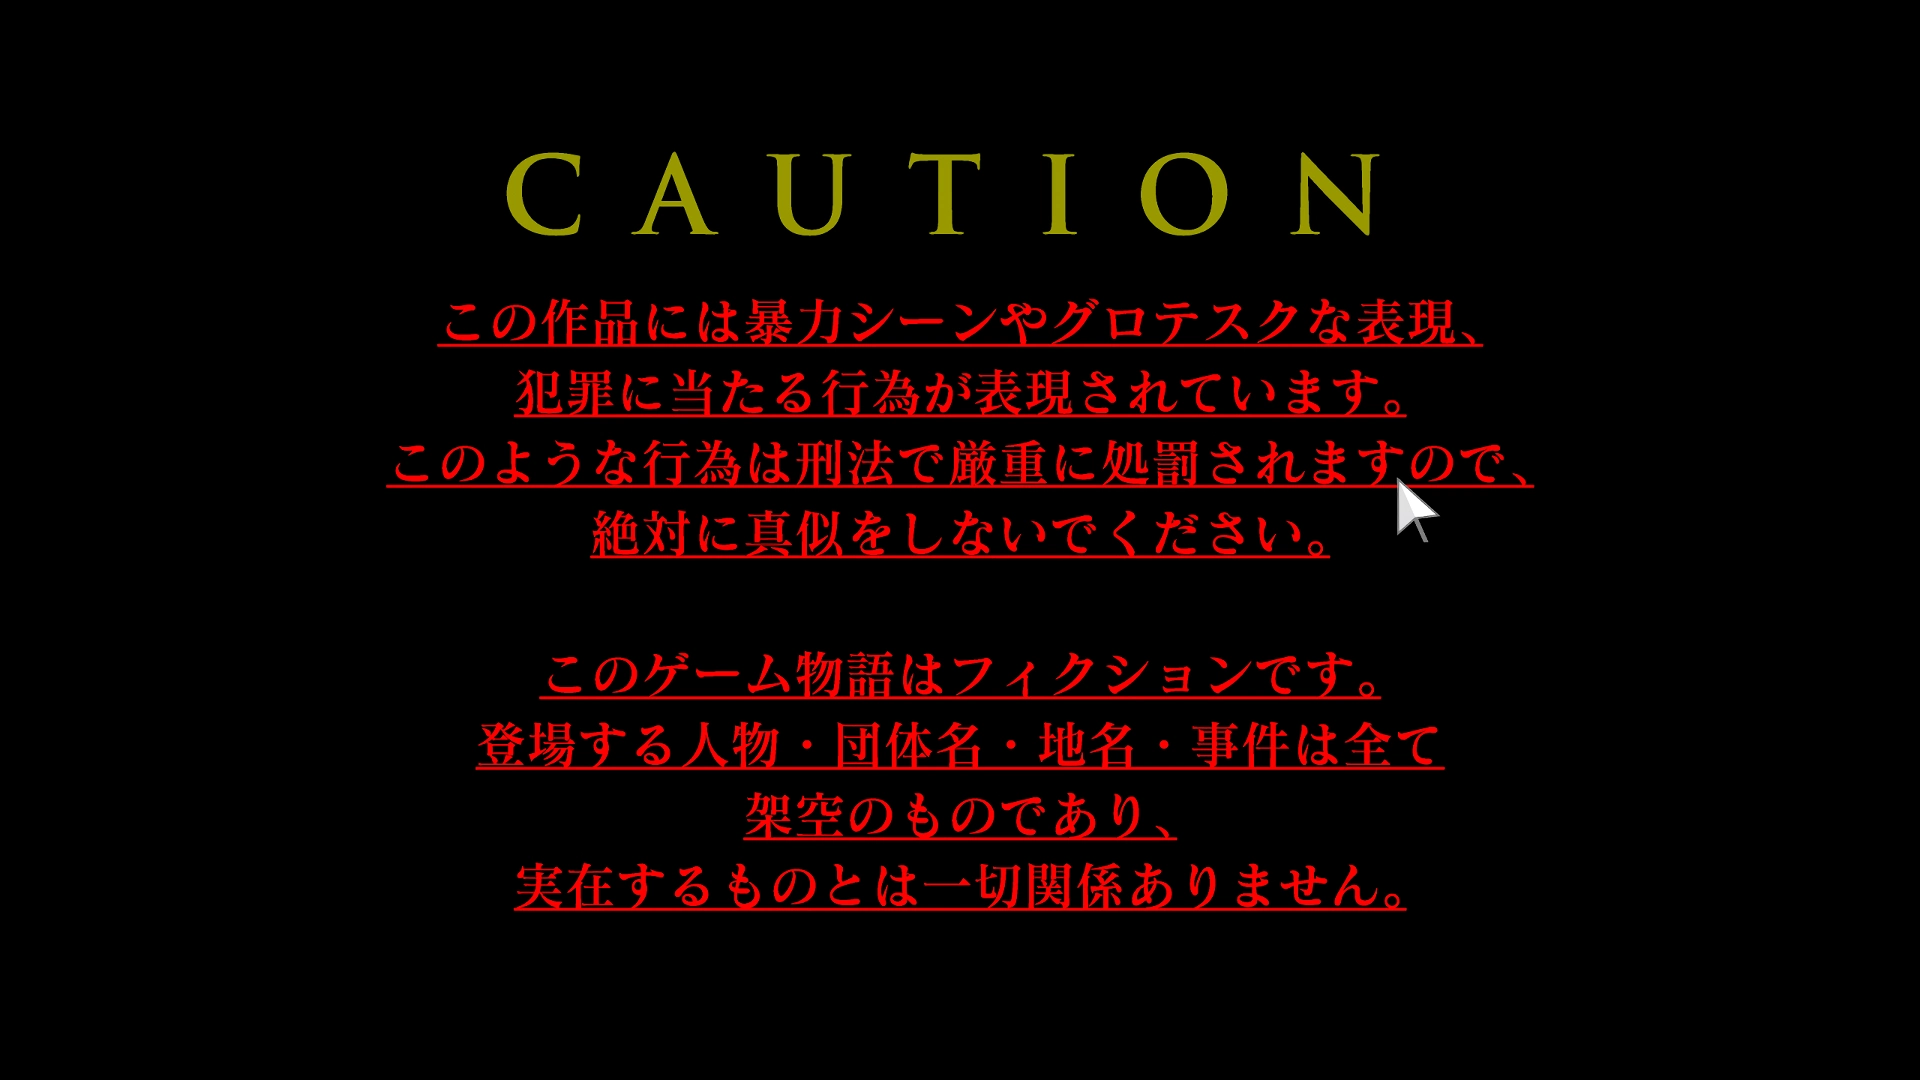 CAUTION
この作品には暴力シーンやグロテスクな表現、
犯罪に当たる行為が表現されています。
このような行為は刑法で厳重に処罰されますので、
絶対に真似をしないでください。
このゲーム物語はフィクションです。
登場する人物・団体名・地名・事件は全て
架空のものであり、
実在するものとは一切関係ありません。